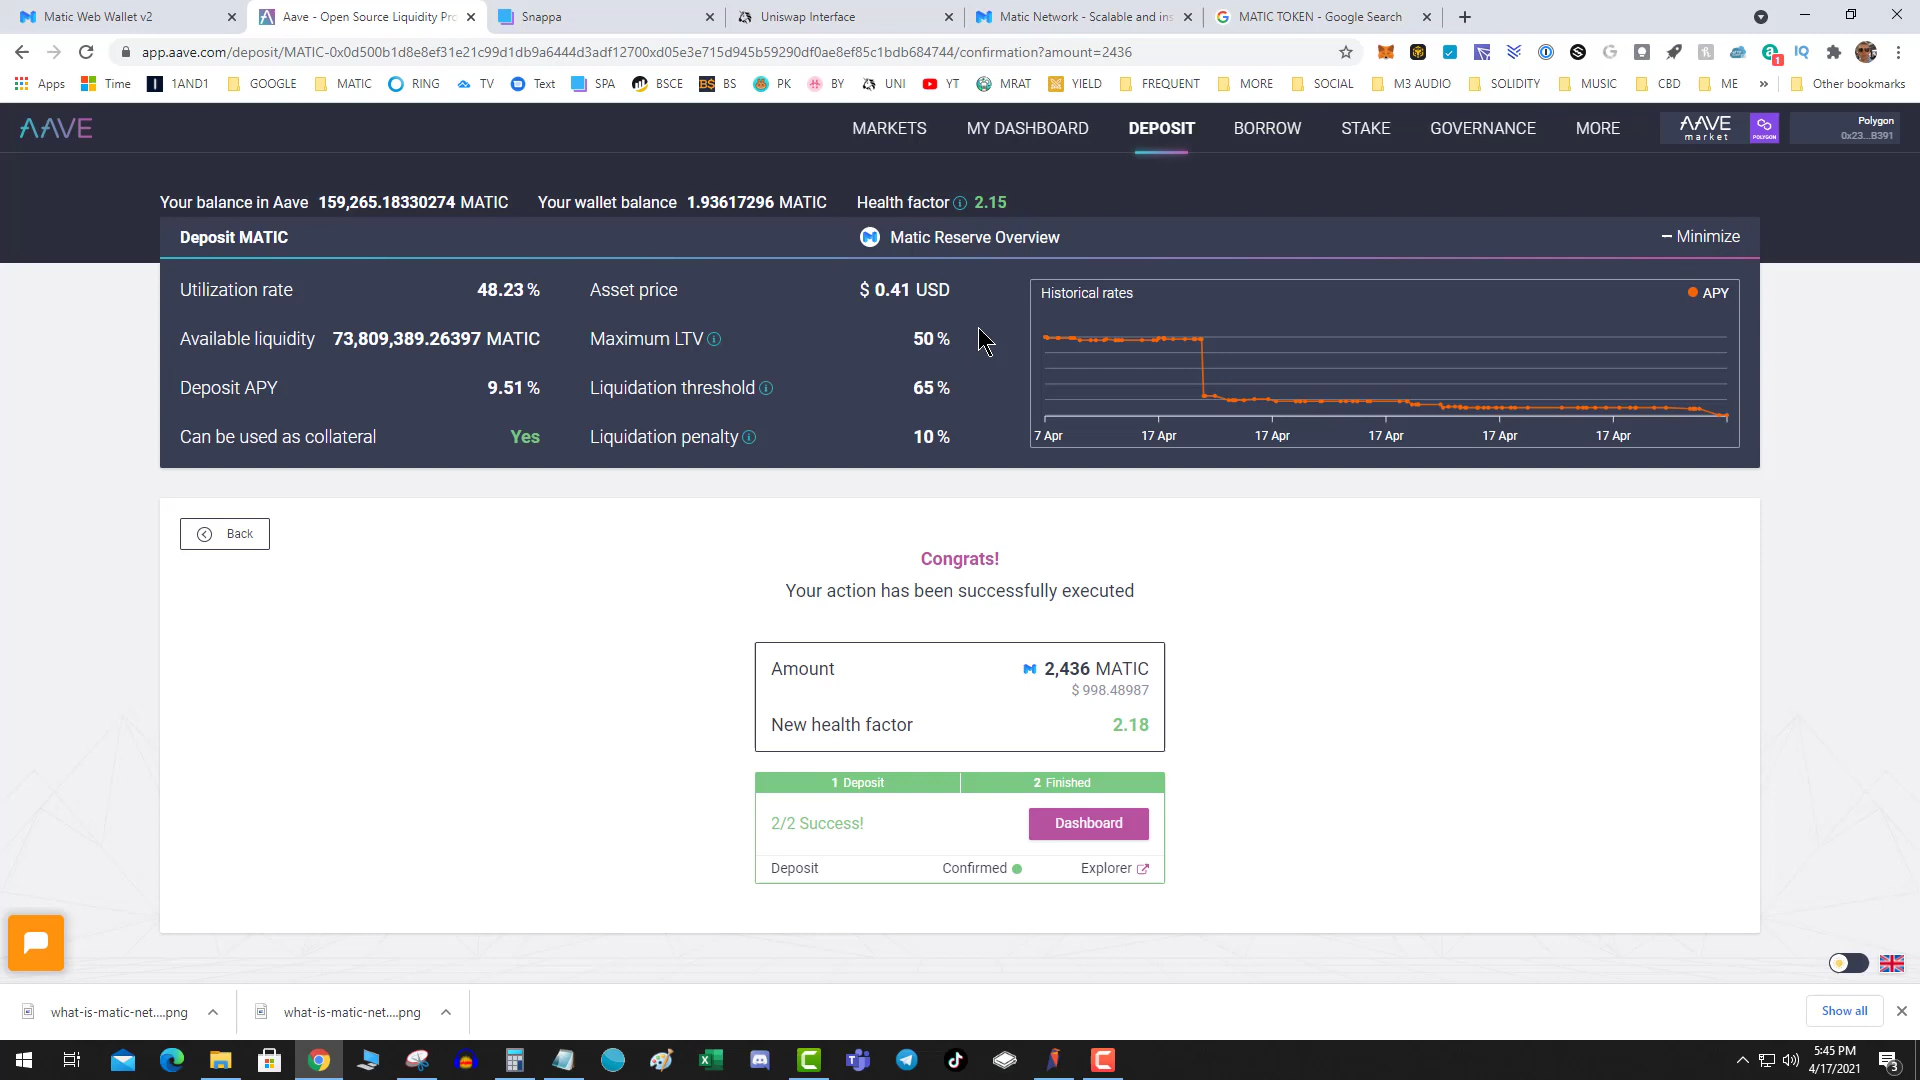 Matic Web Wallet v2
Aave - Open Source Liquidity Pro
Snappa
Uniswap Interface
Matic Network - Scalable and ins
MATIC TOKEN - Google Search
app.aave.com/deposit/MATIC-0x0d500b1d8e8ef31e21c99d1db9a6444d3adf12700xd05e3e715d945b59290df0ae8ef85c1bdb684744/confirmation?amount=2436
Apps Time 1AND1 GOOGLE MATIC RING TV Text SPA BSCE BS PK BY UNI YT MRAT YIELD FREQUENT MORE SOCIAL M3 AUDIO SOLIDITY MUSIC CBD ME » Other bookmarks
AAVE
MARKETS MY DASHBOARD DEPOSIT BORROW STAKE GOVERNANCE MORE
AAVE market
POLYGON
Polygon
0x23...B391
Your balance in Aave 159,265.18330274 MATIC Your wallet balance 1.93617296 MATIC Health factor 2.15
Deposit MATIC
Matic Reserve Overview
– Minimize
Utilization rate 48.23 %
Asset price $ 0.41 USD
Available liquidity 73,809,389.26397 MATIC
Maximum LTV 50 %
Deposit APY 9.51 %
Liquidation threshold 65 %
Can be used as collateral Yes
Liquidation penalty 10 %
Historical rates
APY
7 Apr 17 Apr 17 Apr 17 Apr 17 Apr 17 Apr
Back
Congrats!
Your action has been successfully executed
Amount 2,436 MATIC
$ 998.48987
New health factor 2.18
1 Deposit 2 Finished
2/2 Success! Dashboard
Deposit Confirmed Explorer
what-is-matic-net....png
what-is-matic-net....png
Show all
5:45 PM
4/17/2021
3